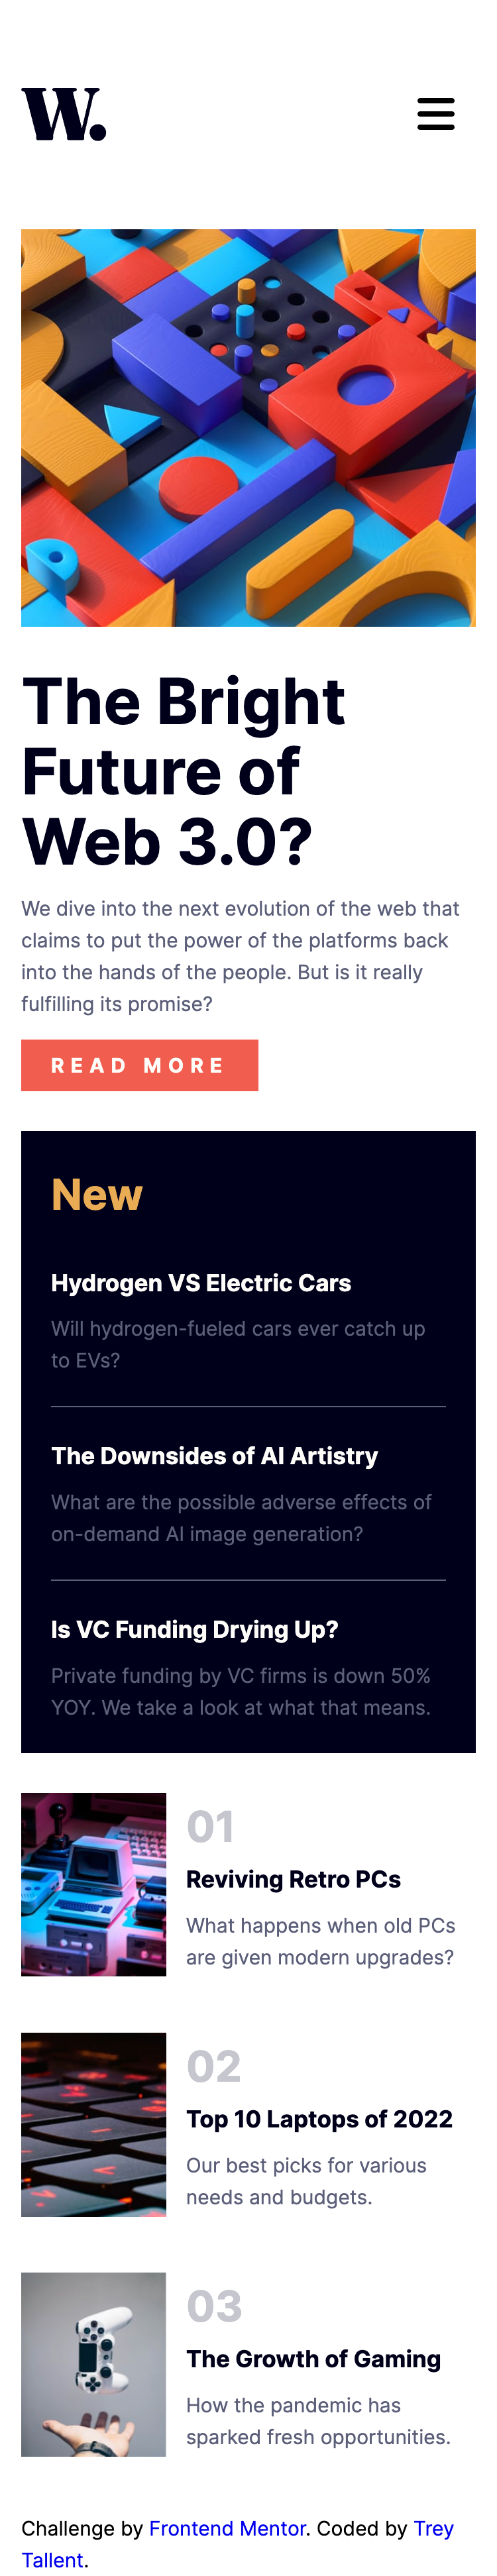 W.
The Bright
Future of
Web 3.0?
We dive into the next evolution of the web that
claims to put the power of the platforms back
into the hands of the people. But is it really
fulfilling its promise?
READ MORE
New
Hydrogen VS Electric Cars
Will hydrogen-fueled cars ever catch up
to EVs?
The Downsides of AI Artistry
What are the possible adverse effects of
on-demand AI image generation?
Is VC Funding Drying Up?
Private funding by VC firms is down 50%
YOY. We take a look at what that means.
01
Reviving Retro PCs
What happens when old PCs
are given modern upgrades?
02
Top 10 Laptops of 2022
Our best picks for various
needs and budgets.
03
The Growth of Gaming
How the pandemic has
sparked fresh opportunities.
Challenge by Frontend Mentor. Coded by Trey
Tallent.